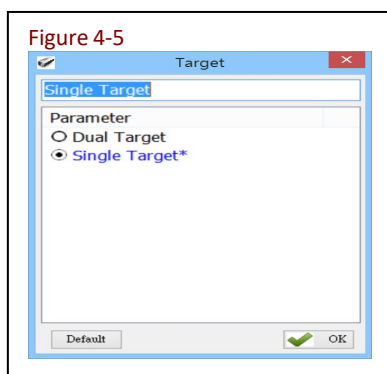 Figure 4-5
Target
Single Target
Parameter
Dual Target
Single Target*
Default
OK